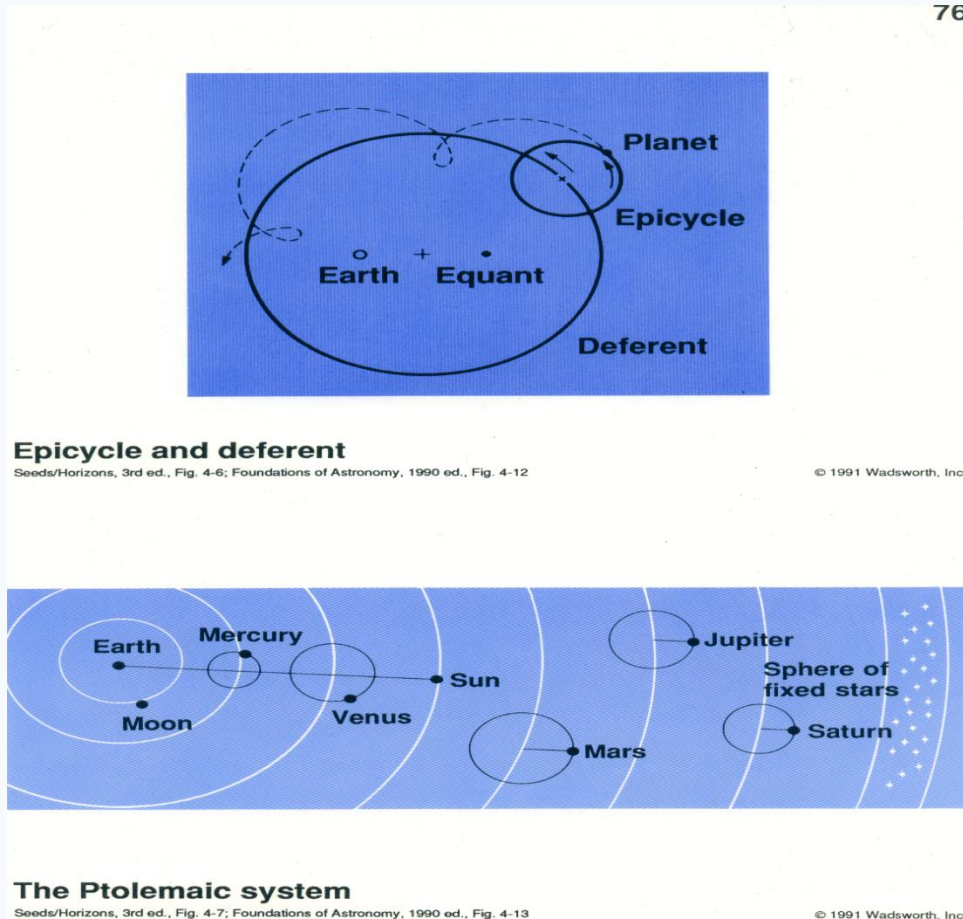 76
Planet
Epicycle
Earth
Equant
Deferent
Epicycle and deferent
Seeds/Horizons, 3rd ed., Fig. 4-6; Foundations of Astronomy, 1990 ed., Fig. 4-12
© 1991 Wadsworth, Inc
Earth
Mercury
Moon
Venus
Sun
Mars
Jupiter
Sphere of
fixed stars
Saturn
The Ptolemaic system
Seeds/Horizons, 3rd ed., Fig. 4-7; Foundations of Astronomy, 1990 ed., Fig. 4-13
© 1991 Wadsworth, Inc